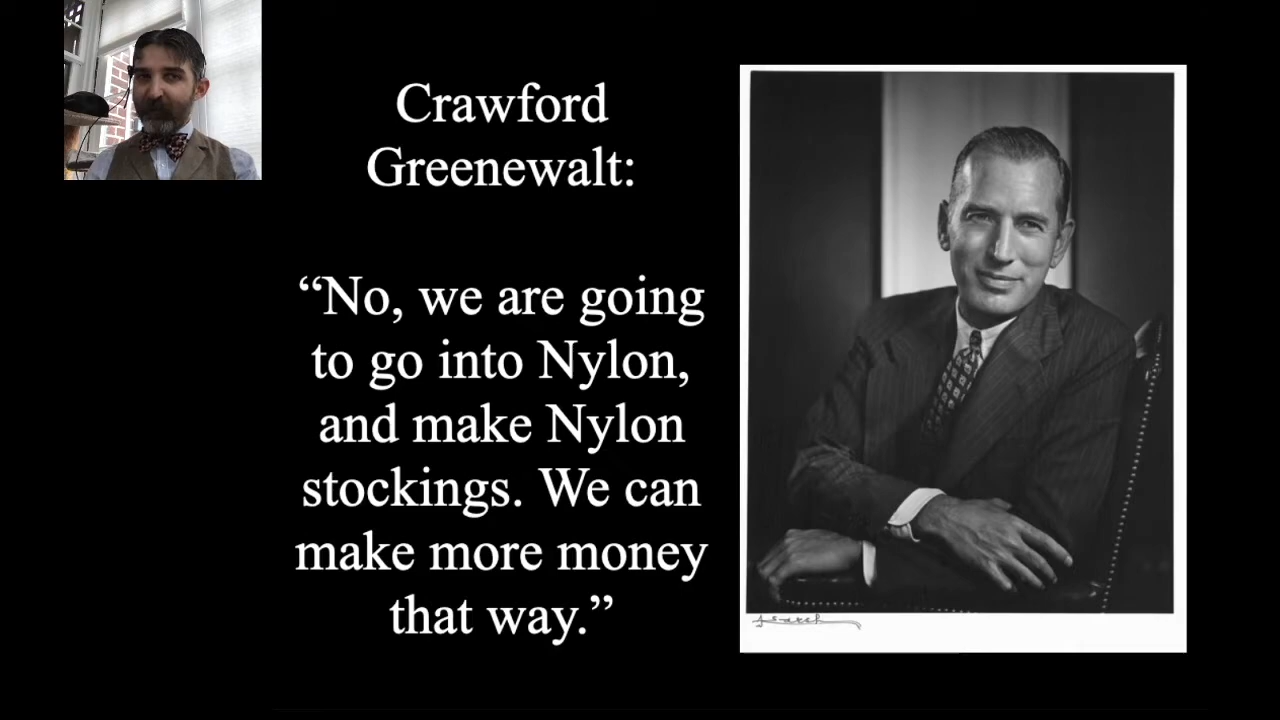 Crawford
Greenewalt:
“No, we are going
to go into Nylon,
and make Nylon
stockings. We can
make more money
that way.”